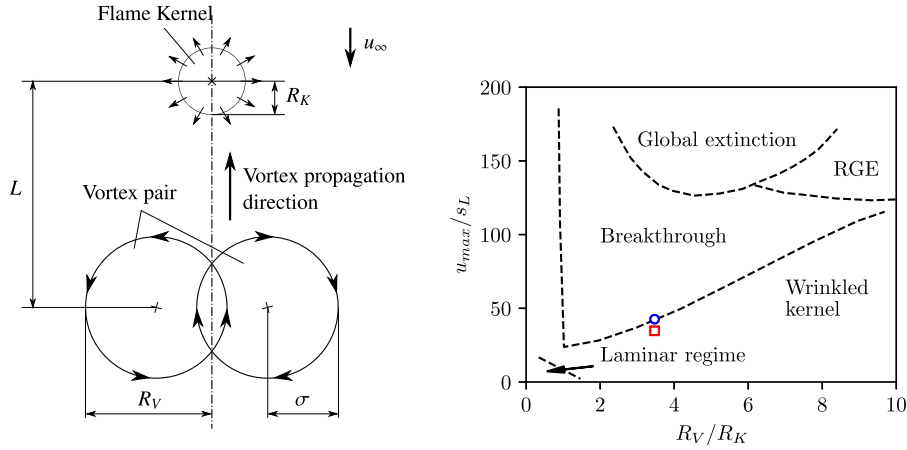 Flame Kernel
u∞
R_K
L
Vortex propagation
direction
Vortex pair
R_V
σ
200
150
100
50
0
u_max/s_L
Global extinction
RGE
Breakthrough
Wrinkled
kernel
Laminar regime
0
2
4
6
8
10
R_V/R_K